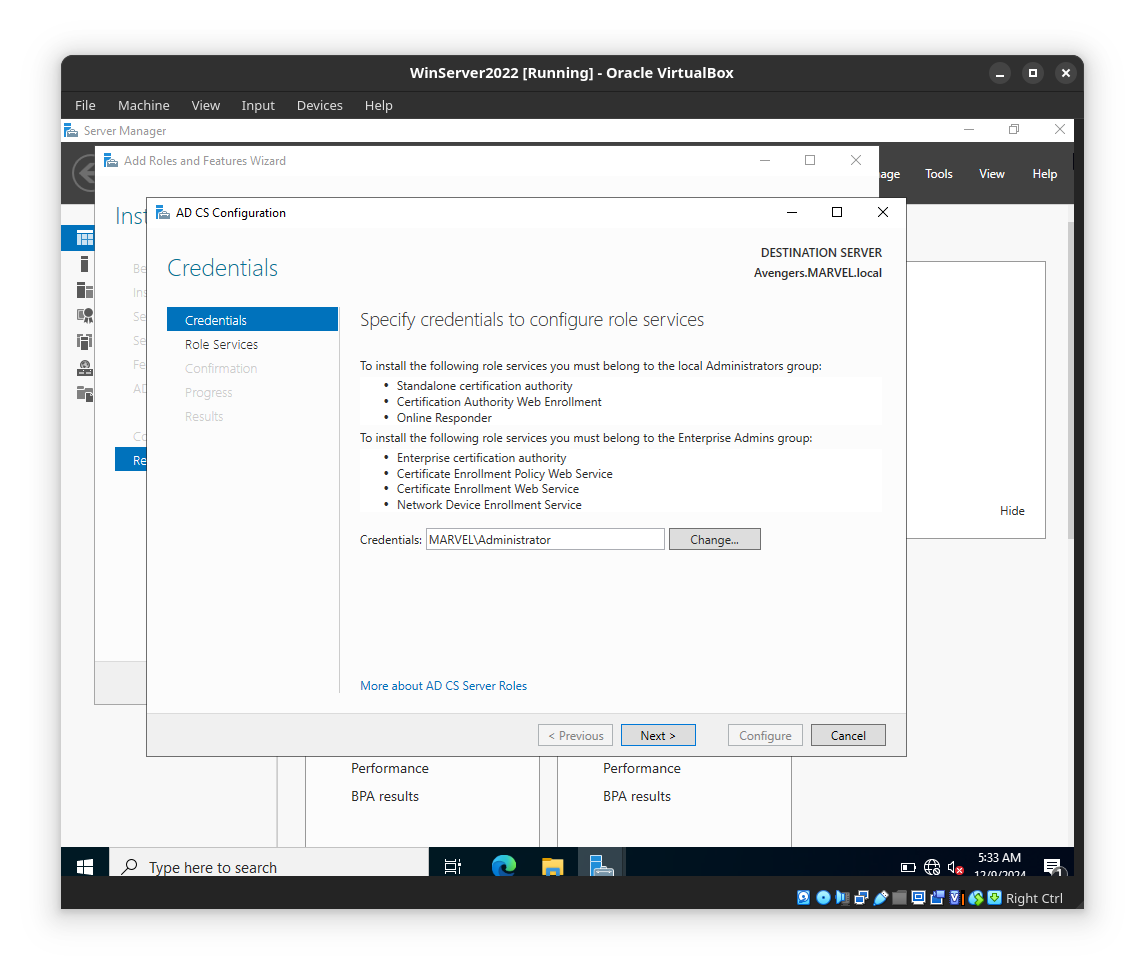 WinServer2022 [Running] - Oracle VirtualBox
File Machine View Input Devices Help
Server Manager
Add Roles and Features Wizard
age Tools View Help
Inst
AD CS Configuration
DESTINATION SERVER
Avengers.MARVEL.local
Credentials
Be
Ins
Se
Se
Fe
AD
Co
Re
Credentials
Role Services
Confirmation
Progress
Results
Specify credentials to configure role services
To install the following role services you must belong to the local Administrators group:
• Standalone certification authority
• Certification Authority Web Enrollment
• Online Responder
To install the following role services you must belong to the Enterprise Admins group:
• Enterprise certification authority
• Certificate Enrollment Policy Web Service
• Certificate Enrollment Web Service
• Network Device Enrollment Service
Credentials: MARVEL\Administrator Change...
Hide
More about AD CS Server Roles
< Previous Next > Configure Cancel
Performance Performance
BPA results BPA results
Type here to search
5:33 AM
12/9/2024
1
Right Ctrl